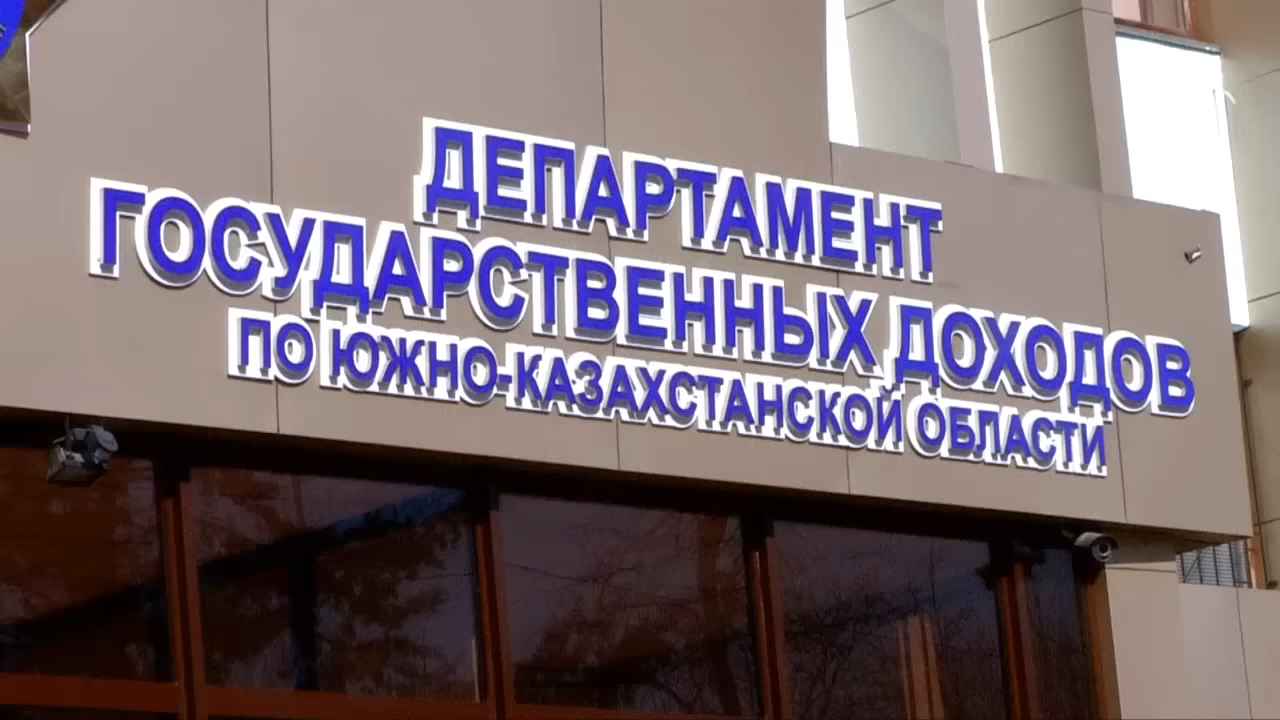 ДЕПАРТАМЕНТ
ГОСУДАРСТВЕННЫХ ДОХОДОВ
ПО ЮЖНО-КАЗАХСТАНСКОЙ ОБЛАСТИ